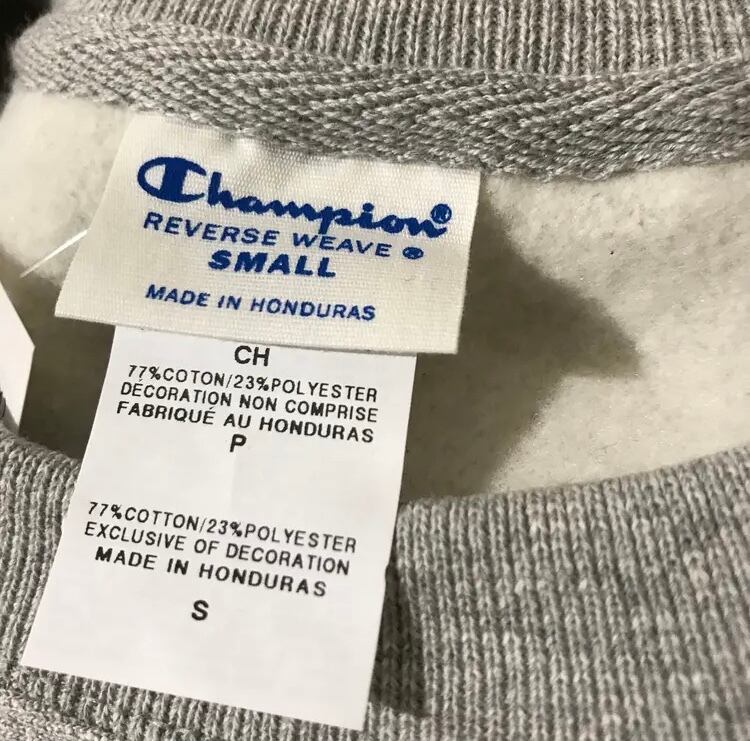 Champion®
REVERSE WEAVE ®
SMALL
MADE IN HONDURAS
CH
77%COTON/23%POLYESTER
DÉCORATION NON COMPRISE
FABRIQUÉ AU HONDURAS
P
77%COTTON/23%POLYESTER
EXCLUSIVE OF DECORATION
MADE IN HONDURAS
S